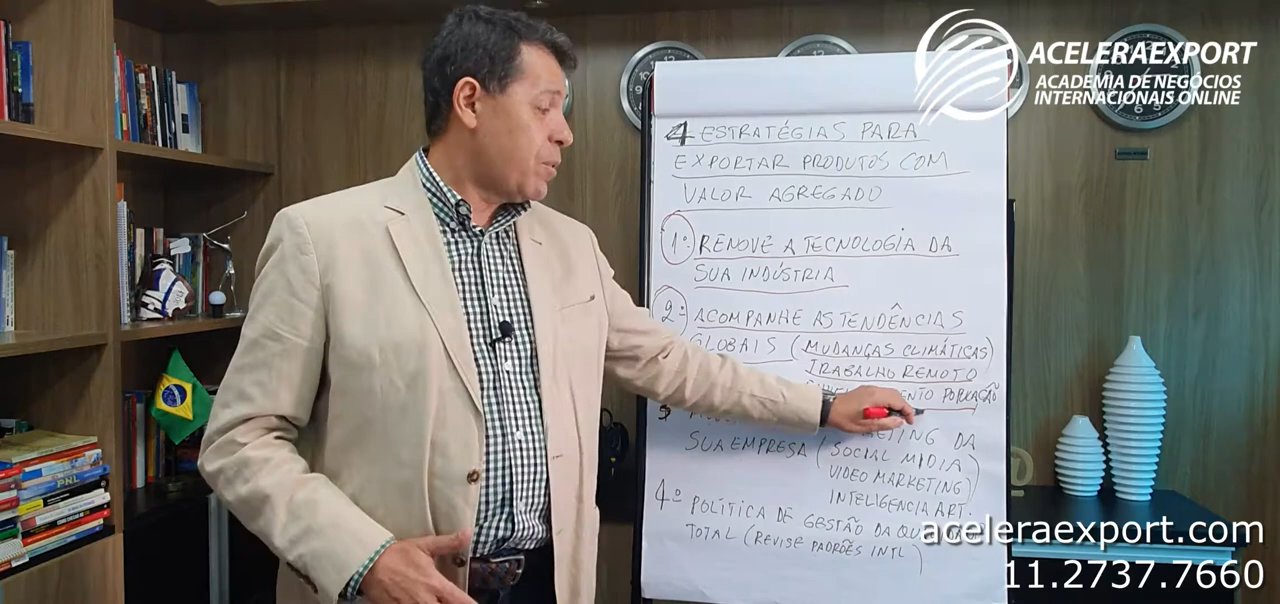 ACELERAEXPORT
ACADEMIA DE NEGÓCIOS
INTERNACIONAIS ONLINE
4 ESTRATÉGIAS PARA
EXPORTAR PRODUTOS COM
VALOR AGREGADO
1º RENOVE A TECNOLOGIA DA
SUA INDÚSTRIA
2º ACOMPANHE AS TENDÊNCIAS
GLOBAIS (MUDANÇAS CLIMÁTICAS)
TRABALHO REMOTO
POPULAÇÃO
DA
SUA EMPRESA (SOCIAL MIDIA
VIDEO MARKETING)
INTELIGENCIA ART.
4º POLÍTICA DE GESTÃO DA
TOTAL (REVISE PADRÕES INTL)
aceleraexport.com
11.2737.7660
PNL